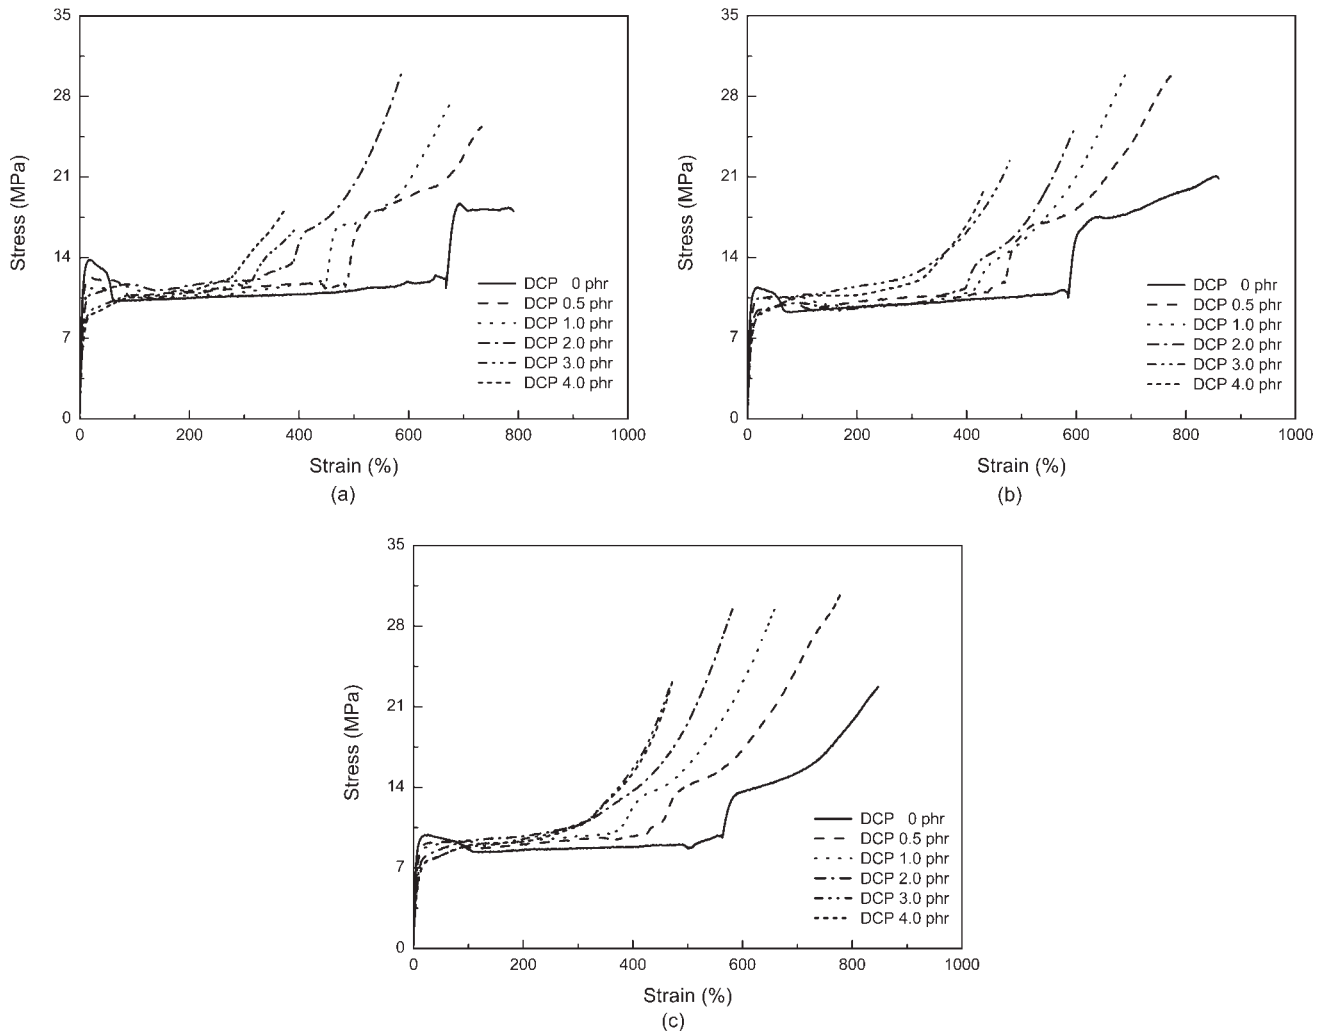 35
28
21
14
7
0
Stress (MPa)
DCP 0 phr
DCP 0.5 phr
DCP 1.0 phr
DCP 2.0 phr
DCP 3.0 phr
DCP 4.0 phr
0 200 400 600 800 1000
Strain (%)
(a)
35
28
21
14
7
0
Stress (MPa)
DCP 0 phr
DCP 0.5 phr
DCP 1.0 phr
DCP 2.0 phr
DCP 3.0 phr
DCP 4.0 phr
0 200 400 600 800 1000
Strain (%)
(b)
35
28
21
14
7
0
Stress (MPa)
DCP 0 phr
DCP 0.5 phr
DCP 1.0 phr
DCP 2.0 phr
DCP 3.0 phr
DCP 4.0 phr
0 200 400 600 800 1000
Strain (%)
(c)